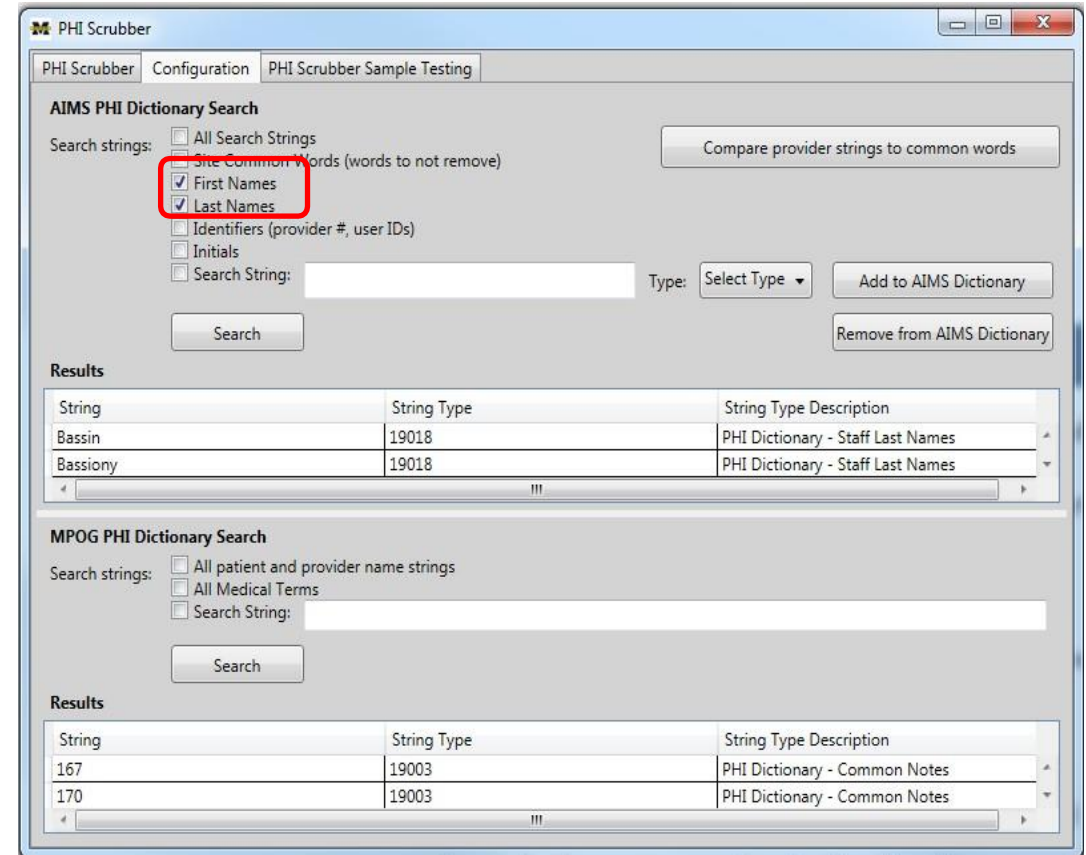 PHI Scrubber
PHI Scrubber Configuration PHI Scrubber Sample Testing
AIMS PHI Dictionary Search
Search strings:
All Search Strings
Site Common Words (words to not remove)
First Names
Last Names
Identifiers (provider #, user IDs)
Initials
Search String:
Compare provider strings to common words
Type: Select Type Add to AIMS Dictionary
Search Remove from AIMS Dictionary
Results
String String Type String Type Description
Bassin 19018 PHI Dictionary - Staff Last Names
Bassiony 19018 PHI Dictionary - Staff Last Names
MPOG PHI Dictionary Search
Search strings:
All patient and provider name strings
All Medical Terms
Search String:
Search
Results
String String Type String Type Description
167 19003 PHI Dictionary - Common Notes
170 19003 PHI Dictionary - Common Notes